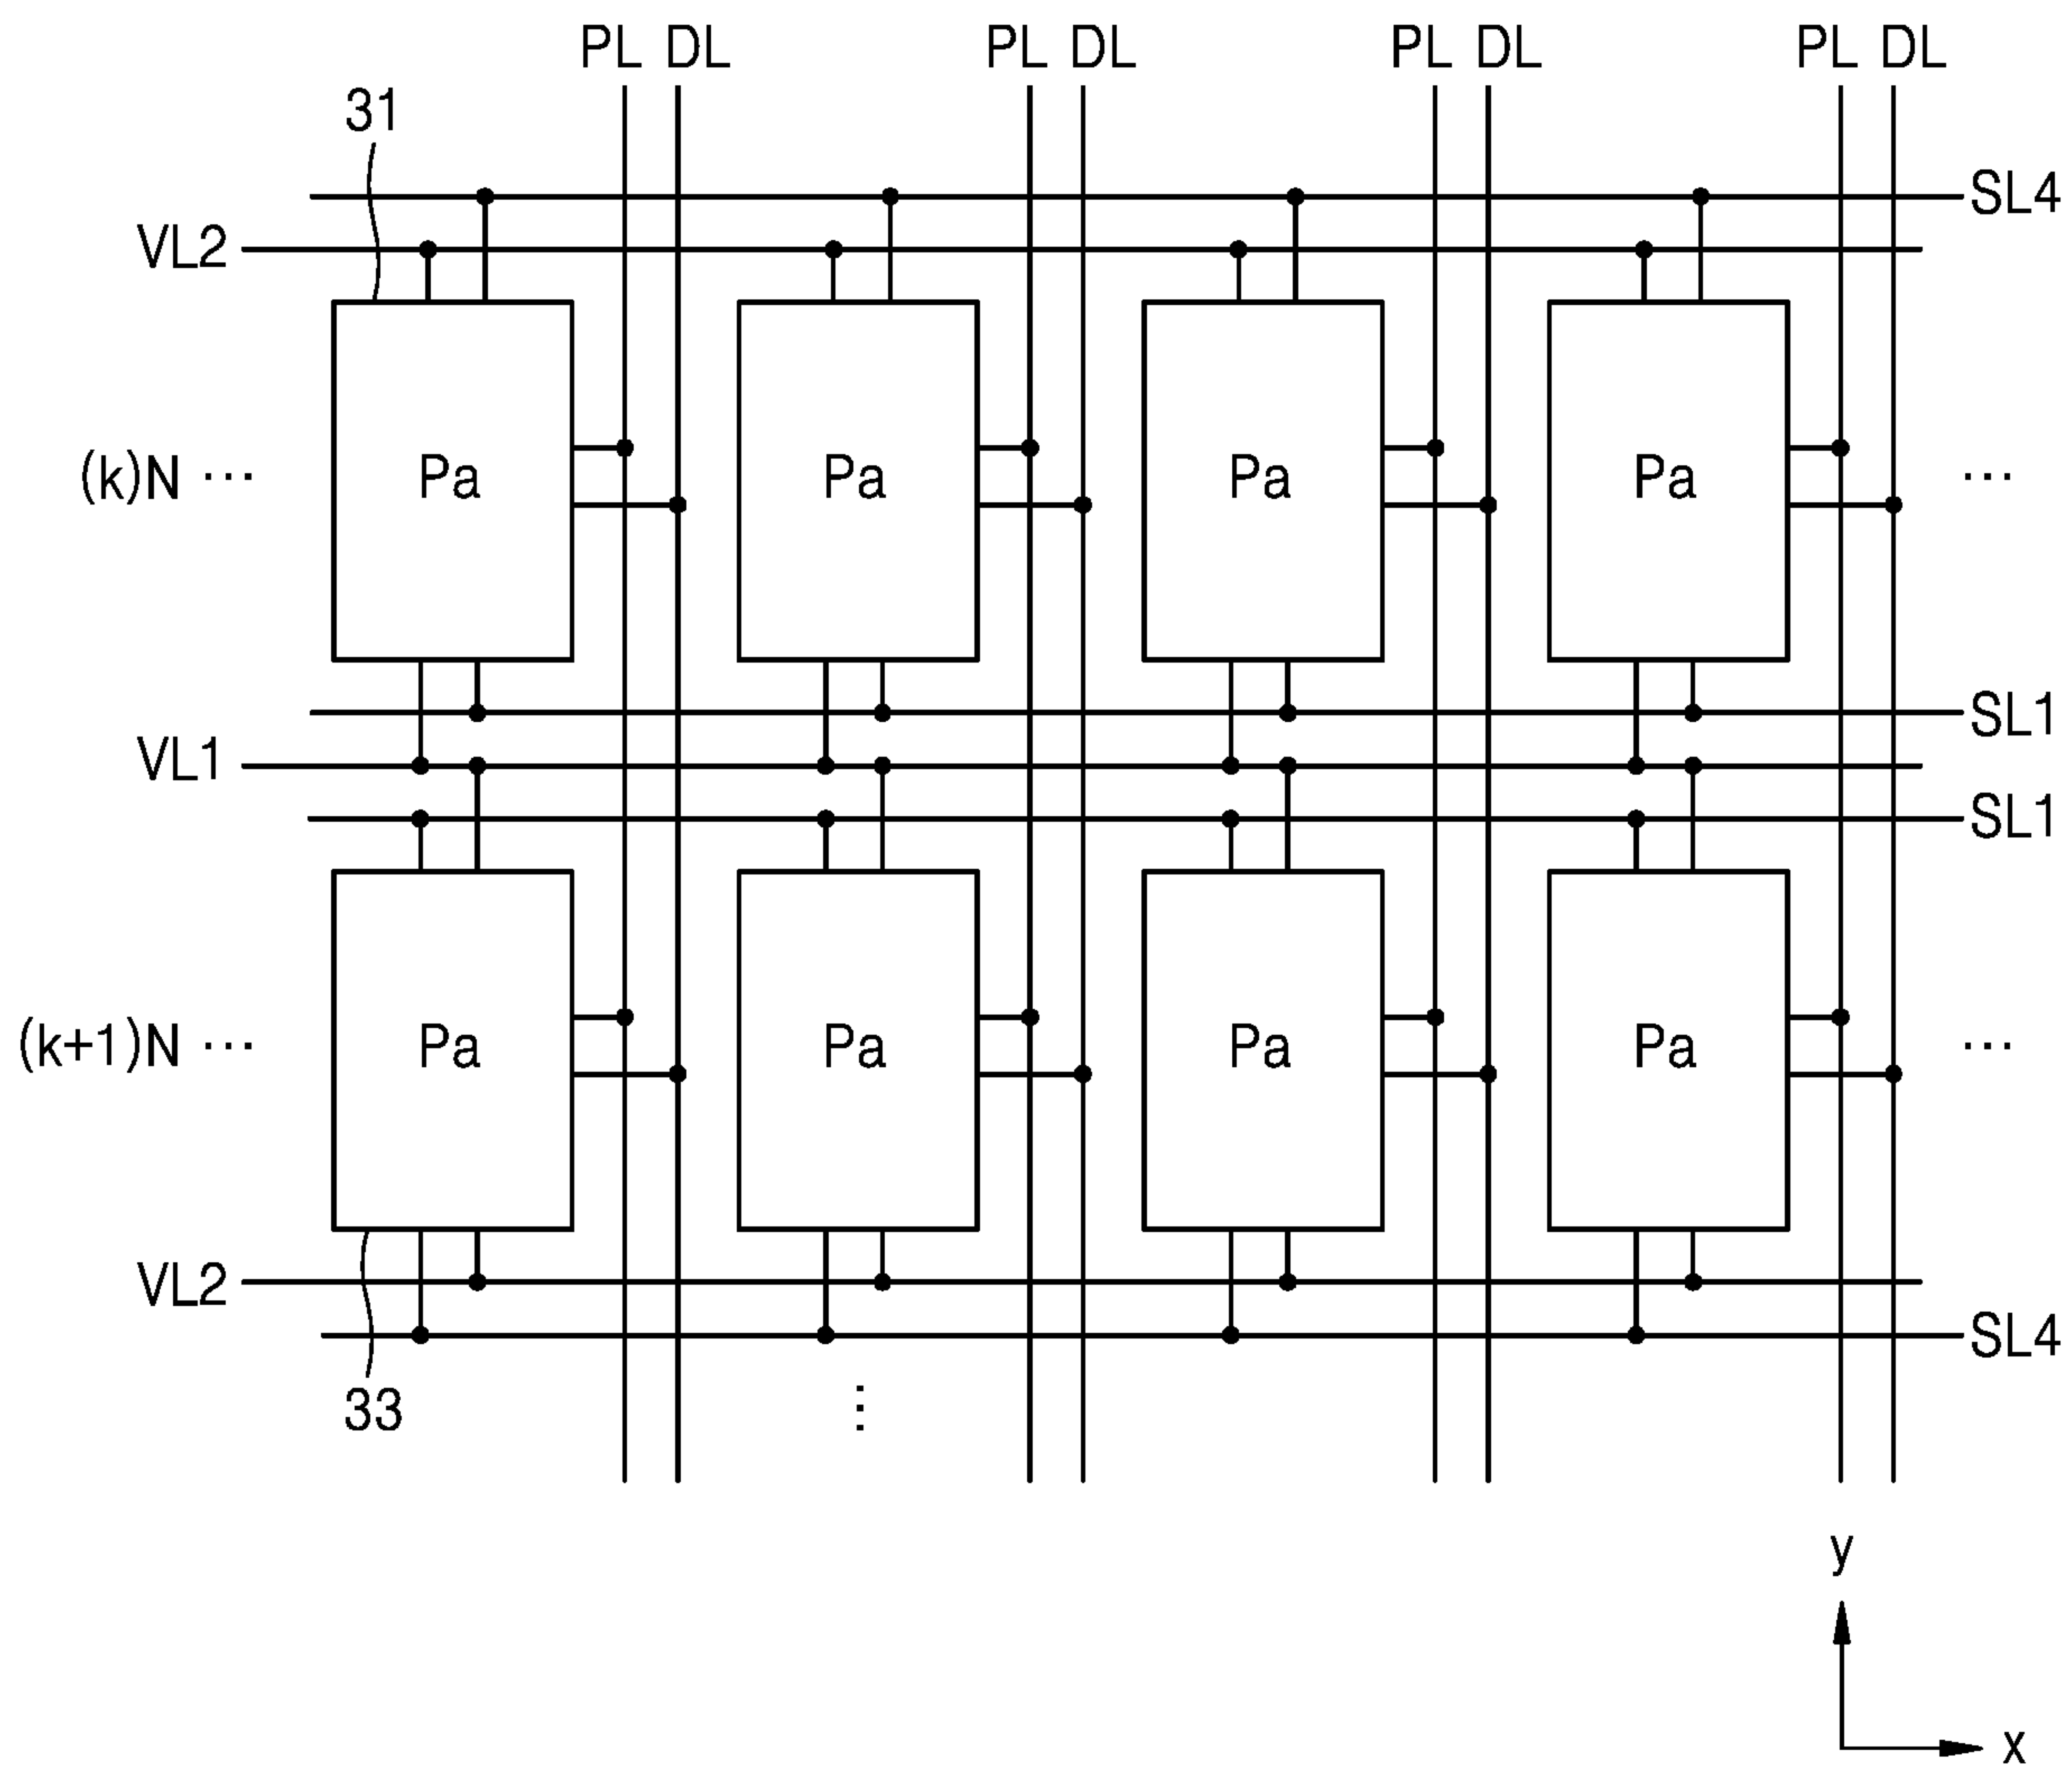 PL DL PL DL PL DL PL DL
31
SL4
VL2
(k)N ··· Pa Pa Pa Pa ···
SL1
VL1
SL1
(k+1)N ··· Pa Pa Pa Pa ···
VL2
SL4
33
⋮
y
x